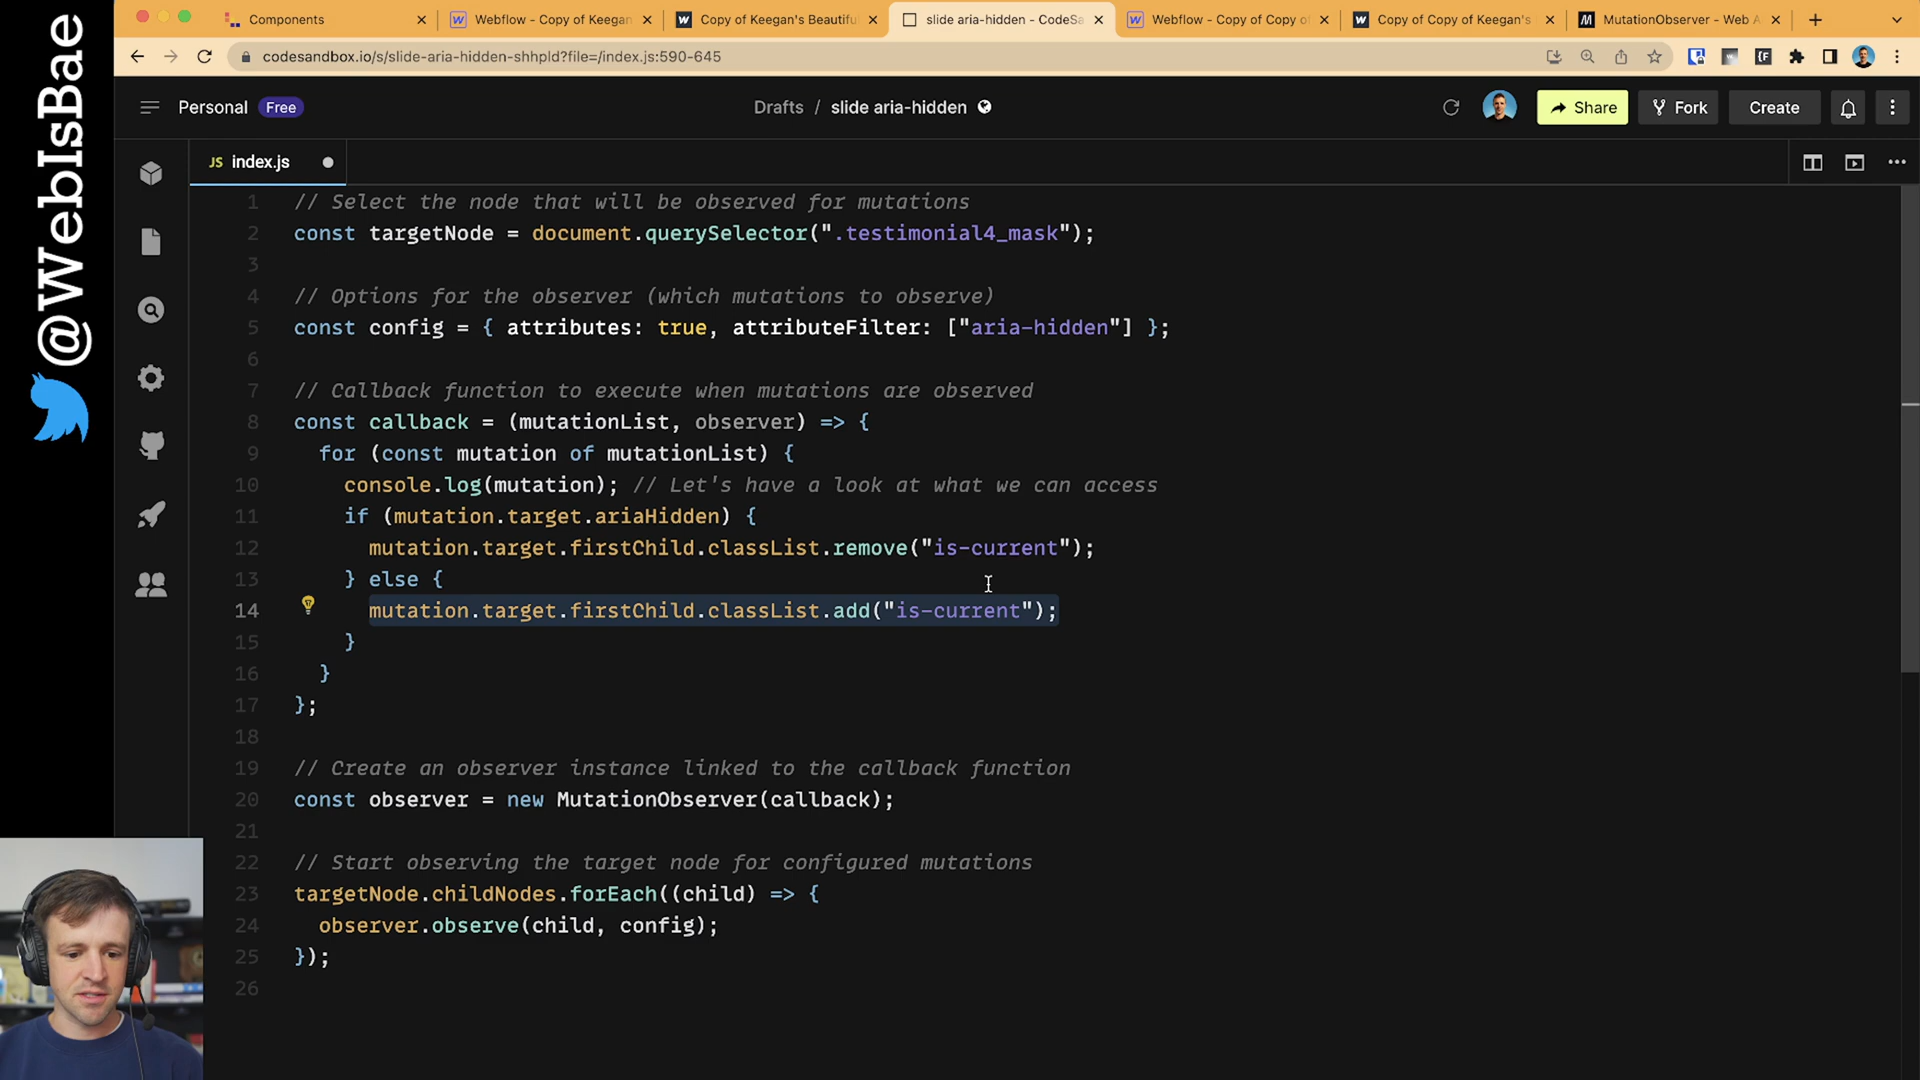 @WebIsBae
Components
Webflow - Copy of Keegan
Copy of Keegan's Beautifu
slide aria-hidden - CodeSa
Webflow - Copy of Copy of
Copy of Copy of Keegan's
MutationObserver - Web A
codesandbox.io/s/slide-aria-hidden-shhpld?file=/index.js:590-645
Personal Free
Drafts / slide aria-hidden
Share
Fork
Create
JS index.js
1 // Select the node that will be observed for mutations
2 const targetNode = document.querySelector(".testimonial4_mask");
3
4 // Options for the observer (which mutations to observe)
5 const config = { attributes: true, attributeFilter: ["aria-hidden"] };
6
7 // Callback function to execute when mutations are observed
8 const callback = (mutationList, observer) => {
9 for (const mutation of mutationList) {
10 console.log(mutation); // Let's have a look at what we can access
11 if (mutation.target.ariaHidden) {
12 mutation.target.firstChild.classList.remove("is-current");
13 } else {
14 mutation.target.firstChild.classList.add("is-current");
15 }
16 }
17 };
18
19 // Create an observer instance linked to the callback function
20 const observer = new MutationObserver(callback);
21
22 // Start observing the target node for configured mutations
23 targetNode.childNodes.forEach((child) => {
24 observer.observe(child, config);
25 });
26